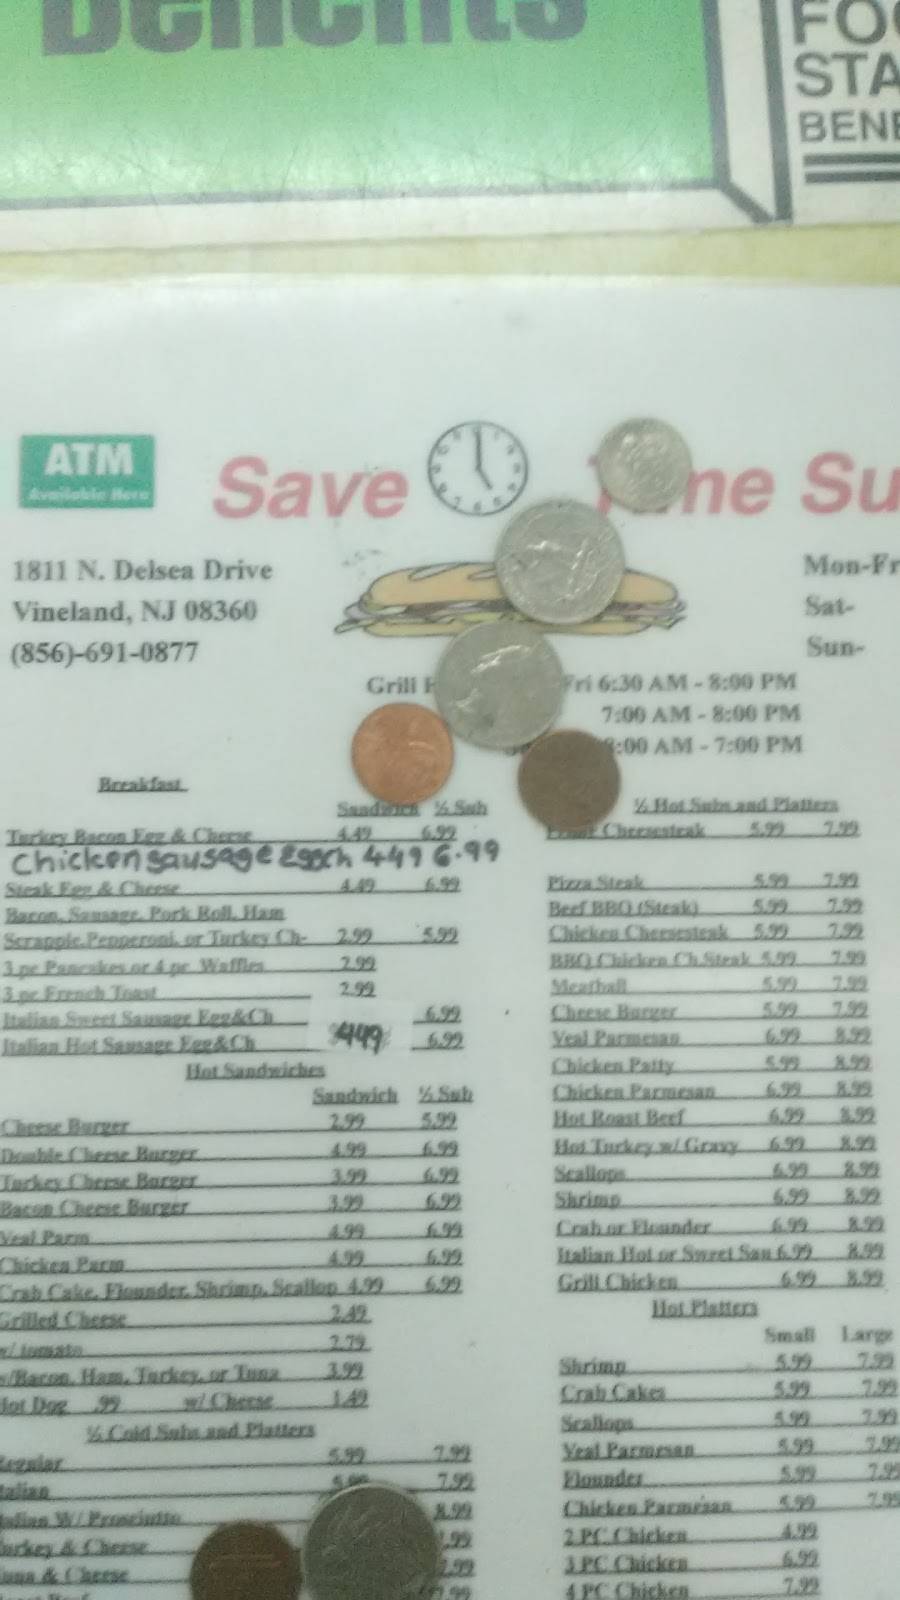 Benefits
STA
BENE
ATM
Available Here
Save me Su
1811 N. Delsea Drive
Vineland, NJ 08360
(856)-691-0877
Mon-Fr
Sat-
Sun-
Grill Fri 6:30 AM - 8:00 PM
7:00 AM - 8:00 PM
8:00 AM - 7:00 PM
Breakfast
Sandwich ½ Sub
Turkey Bacon Egg & Cheese 4.49 6.99
Chicken sausage Egg ch 449 6.99
Steak Egg & Cheese 4.49 6.99
Bacon, Sausage, Pork Roll, Ham
Scrapple, Pepperoni, or Turkey Ch- 2.99 5.99
3 pc Pancakes or 4 pc Waffles 2.99
3 pc French Toast 2.99
Italian Sweet Sausage Egg&Ch 6.99
449
Italian Hot Sausage Egg&Ch 6.99
Hot Sandwiches
Sandwich ½ Sub
Cheese Burger 2.99 5.99
Double Cheese Burger 4.99 6.99
Turkey Cheese Burger 3.99 6.99
Bacon Cheese Burger 3.99 6.99
Veal Parm 4.99 6.99
Chicken Parm 4.99 6.99
Crab Cake, Flounder, Shrimp, Scallop 4.99 6.99
Grilled Cheese 2.49
w/ tomato 2.79
w/Bacon, Ham, Turkey, or Tuna 3.99
Hot Dog .99 w/ Cheese 1.49
½ Cold Subs and Platters
Regular 5.99 7.99
Italian 7.99
Italian W/ Prosciutto 8.99
Turkey & Cheese .99
Tuna & Cheese .99
7.99
½ Hot Subs and Platters
Cheesesteak 5.99 7.99
Pizza Steak 5.99 7.99
Beef BBQ (Steak) 5.99 7.99
Chicken Cheesesteak 5.99 7.99
BBQ Chicken Ch.Steak 5.99 7.99
Meatball 5.99 7.99
Cheese Burger 5.99 7.99
Veal Parmesan 6.99 8.99
Chicken Patty 5.99 8.99
Chicken Parmesan 6.99 8.99
Hot Roast Beef 6.99 8.99
Hot Turkey w/ Gravy 6.99 8.99
Scallops 6.99 8.99
Shrimp 6.99 8.99
Crab or Flounder 6.99 8.99
Italian Hot or Sweet Sau 6.99 8.99
Grill Chicken 6.99 8.99
Hot Platters
Small Large
Shrimp 5.99 7.99
Crab Cakes 5.99 7.99
Scallops 5.99 7.99
Veal Parmesan 5.99 7.99
Flounder 5.99 7.99
Chicken Parmesan 5.99 7.99
2 PC. Chicken 4.99
3 PC Chicken 6.99
4 PC Chicken 7.99